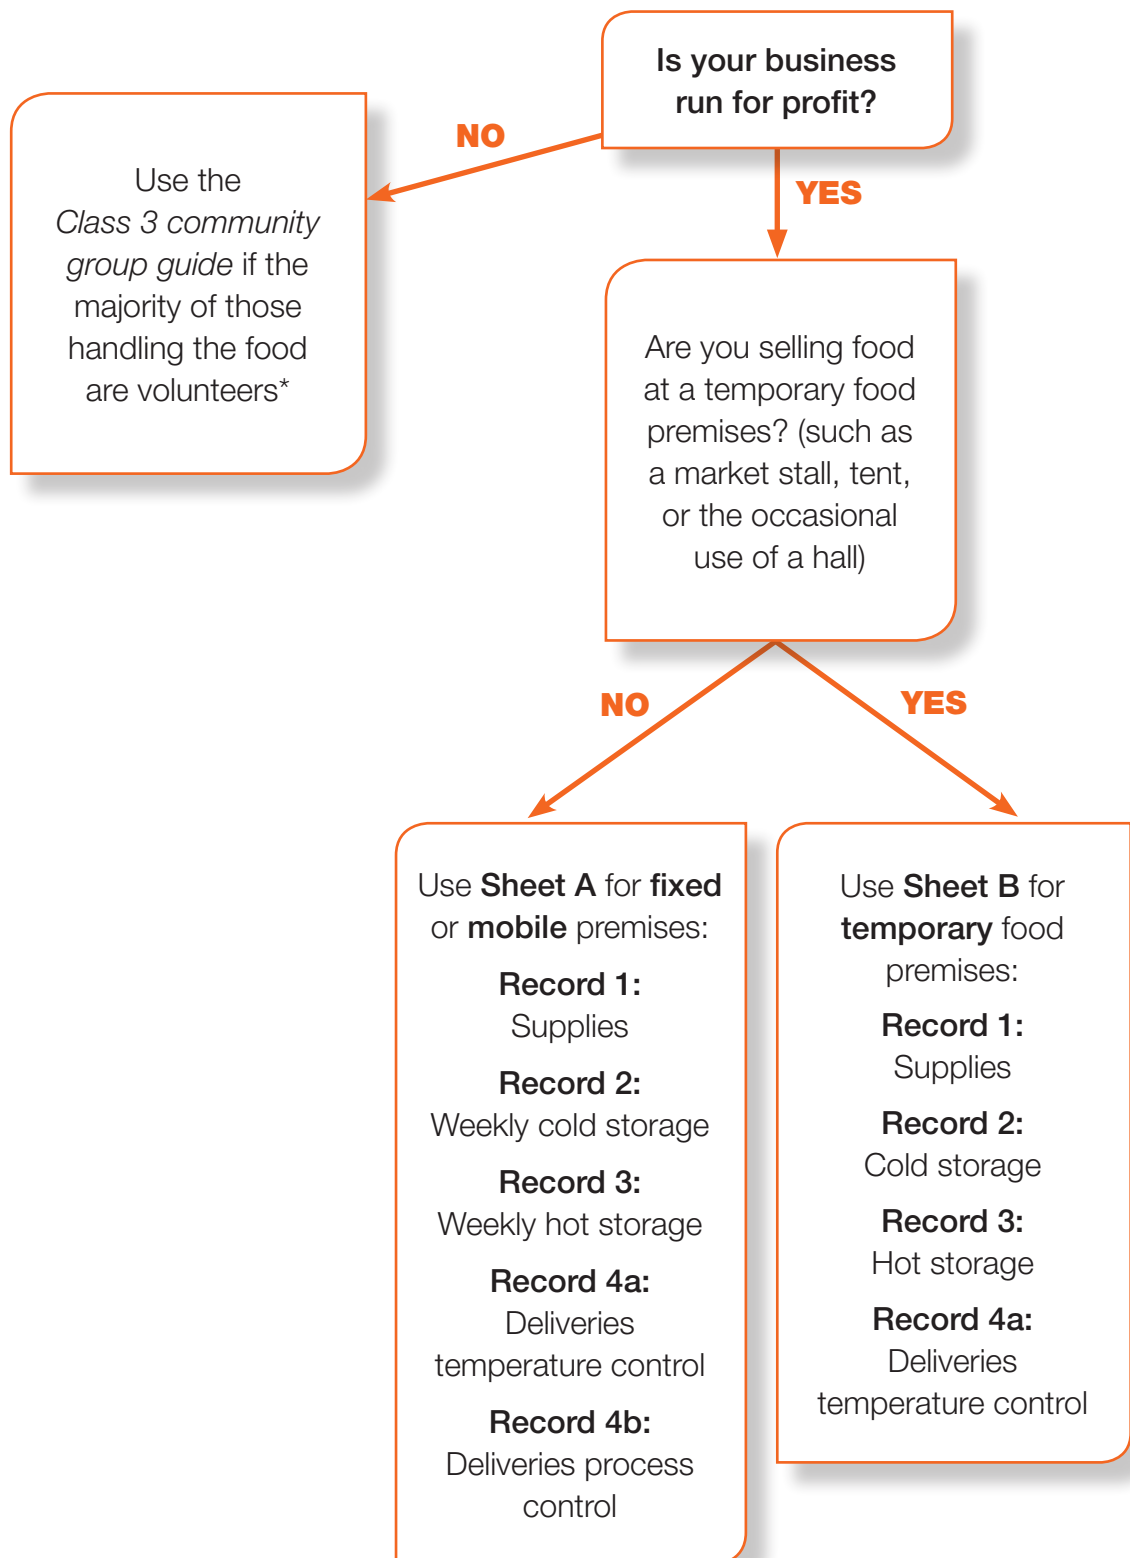 Is your business
run for profit?
NO
YES
Use the
Class 3 community
group guide if the
majority of those
handling the food
are volunteers*
Are you selling food
at a temporary food
premises? (such as
a market stall, tent,
or the occasional
use of a hall)
NO
YES
Use Sheet A for fixed
or mobile premises:
Record 1:
Supplies
Record 2:
Weekly cold storage
Record 3:
Weekly hot storage
Record 4a:
Deliveries
temperature control
Record 4b:
Deliveries process
control
Use Sheet B for
temporary food
premises:
Record 1:
Supplies
Record 2:
Cold storage
Record 3:
Hot storage
Record 4a:
Deliveries
temperature control